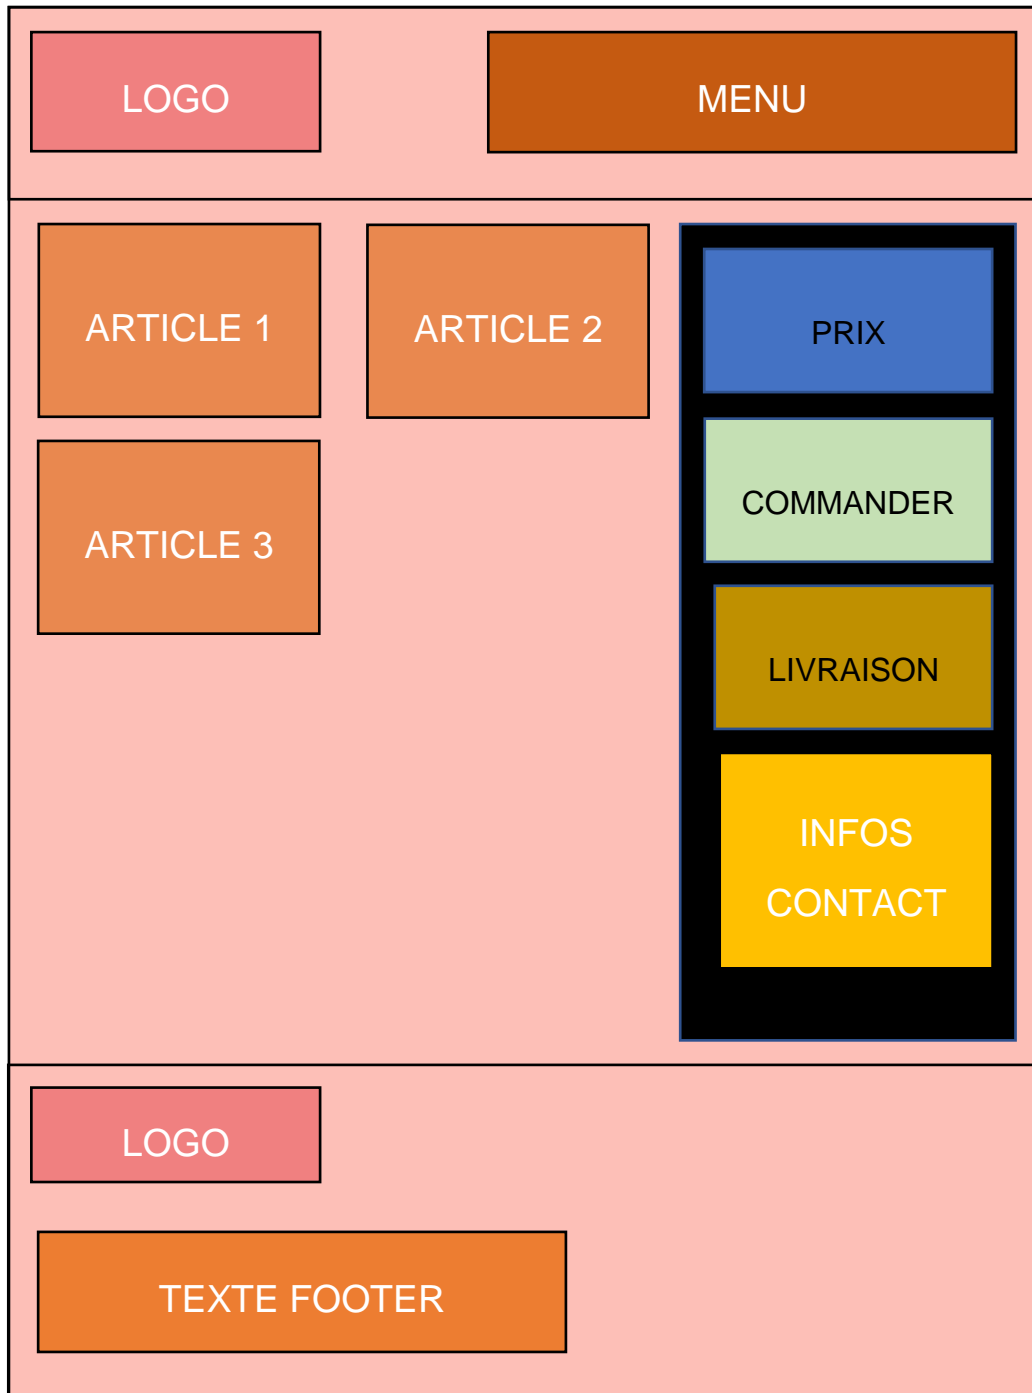 LOGO
MENU
ARTICLE 1
ARTICLE 2
ARTICLE 3
PRIX
COMMANDER
LIVRAISON
INFOS
CONTACT
LOGO
TEXTE FOOTER